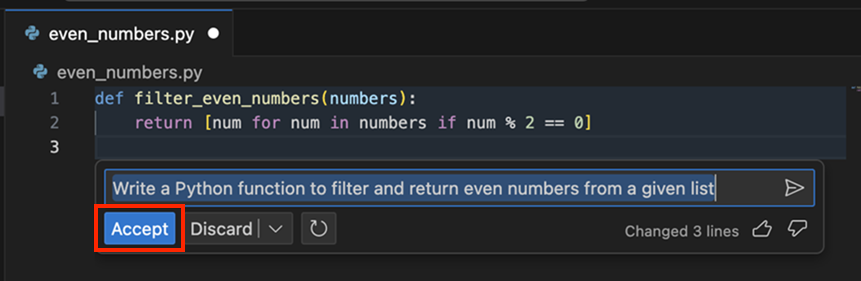 even_numbers.py
even_numbers.py
1 def filter_even_numbers(numbers):
2     return [num for num in numbers if num % 2 == 0]
3
Write a Python function to filter and return even numbers from a given list
Accept Discard Changed 3 lines